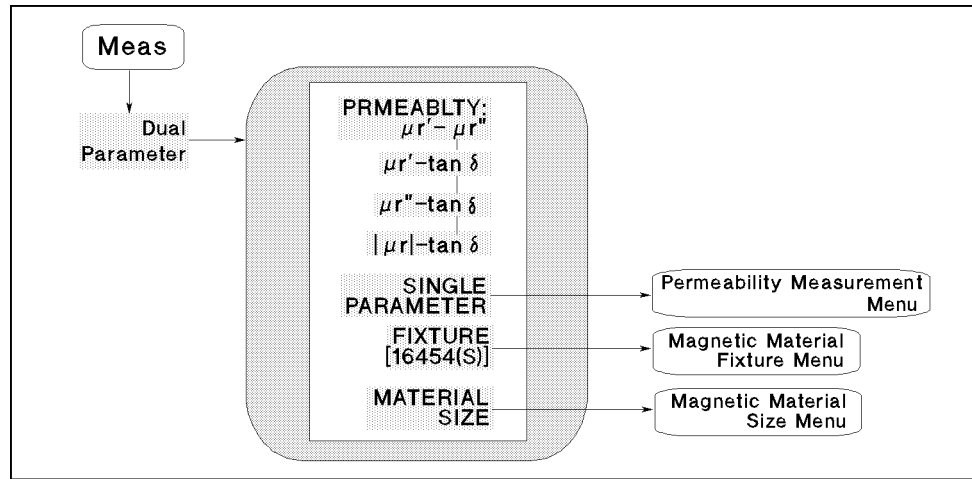 Meas
Dual
Parameter
PRMEABLTY:
μr′− μr"
μr′−tan δ
μr"−tan δ
|μr|−tan δ
SINGLE
PARAMETER
FIXTURE
[16454(S)]
MATERIAL
SIZE
Permeability Measurement
Menu
Magnetic Material
Fixture Menu
Magnetic Material
Size Menu